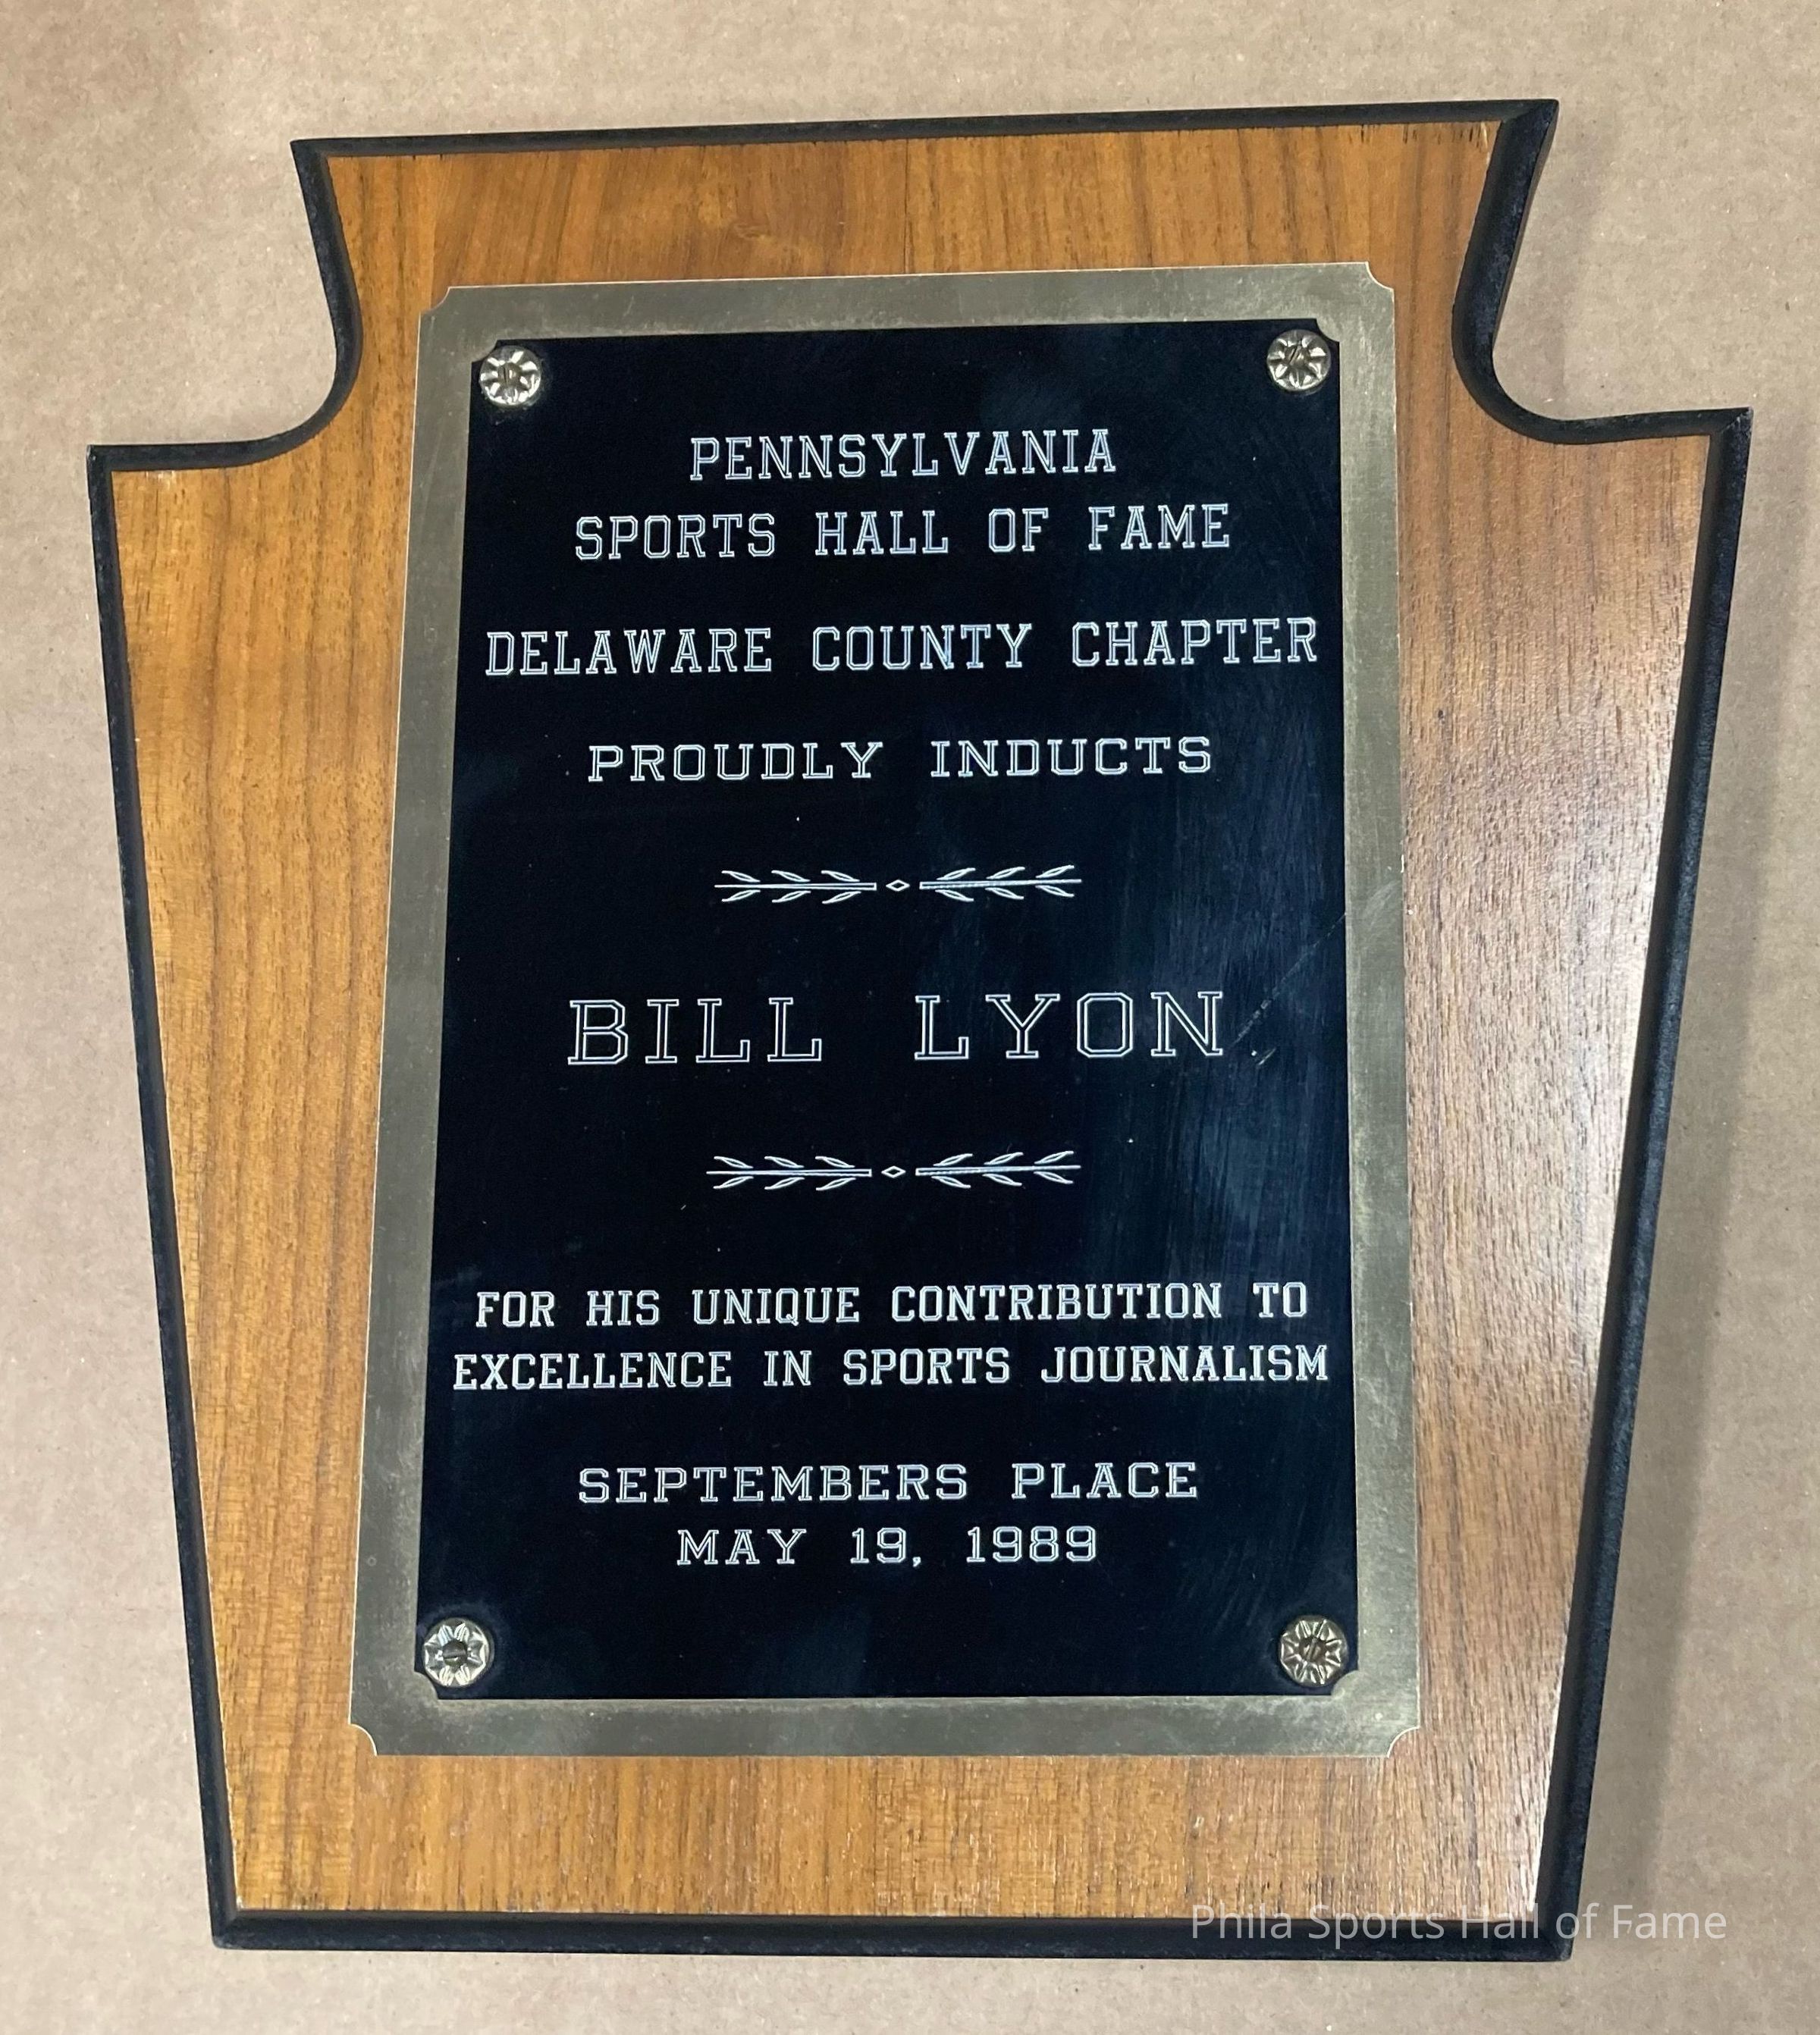 PENNSYLVANIA
SPORTS HALL OF FAME
DELAWARE COUNTY CHAPTER
PROUDLY INDUCTS
BILL LYON
FOR HIS UNIQUE CONTRIBUTION TO
EXCELLENCE IN SPORTS JOURNALISM
SEPTEMBERS PLACE
MAY 19, 1989
Phila Sports Hall of Fame